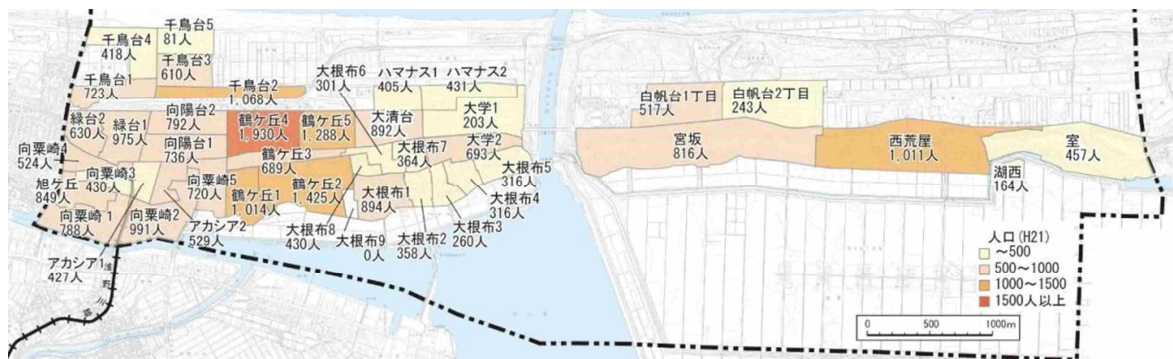 千鳥台5
81人
千鳥台4
418人
千鳥台3
610人
千鳥台1
723人
千鳥台2
1,068人
大根布6
301人
ハマナス1
405人
ハマナス2
431人
大学1
203人
大清台
892人
大学2
693人
大根布7
364人
緑台2
630人
緑台1
975人
向陽台2
792人
向陽台1
736人
鶴ケ丘4
1,930人
鶴ケ丘5
1,288人
鶴ケ丘3
689人
向粟崎4
524人
向粟崎3
430人
旭ケ丘
849人
向粟崎5
720人
鶴ケ丘1
1,014人
鶴ケ丘2
1,425人
大根布1
894人
大根布5
316人
大根布4
316人
大根布3
260人
大根布2
358人
大根布9
0人
大根布8
430人
向粟崎1
788人
向粟崎2
991人
アカシア2
529人
アカシア1
427人
浅野川線
白帆台1丁目
517人
白帆台2丁目
243人
宮坂
816人
西荒屋
1,011人
室
457人
湖西
164人
人口(H21)
～500
500～1000
1000～1500
1500人以上
0 500 1000m